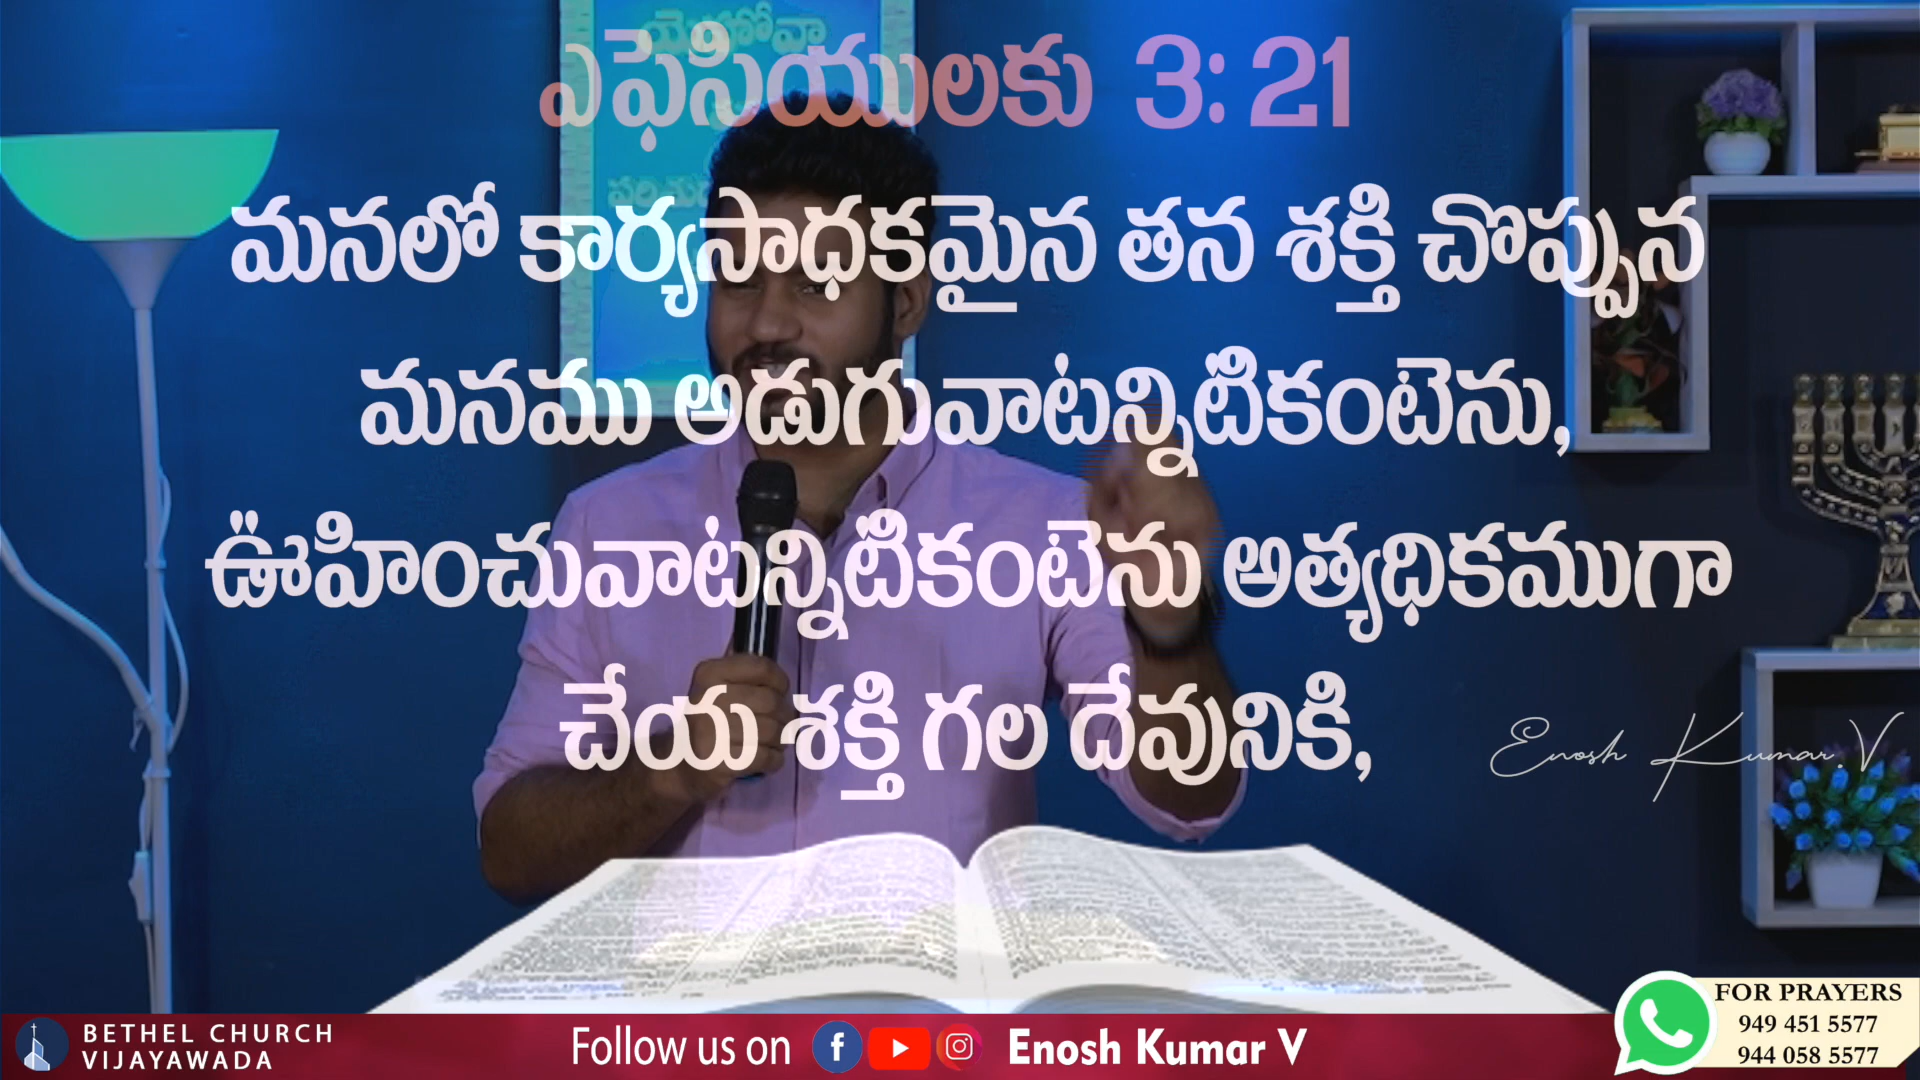 యెహోవా
ఎఫెసియులకు 3: 21
మనలో కార్యసాధకమైన తన శక్తి చొప్పున
మనము అడుగువాటన్నిటికంటెను,
ఊహించువాటన్నిటికంటెను అత్యధికముగా
చేయ శక్తి గల దేవునికి,
Enosh Kumar.V
BETHEL CHURCH
VIJAYAWADA
Follow us on Enosh Kumar V
FOR PRAYERS
949 451 5577
944 058 5577